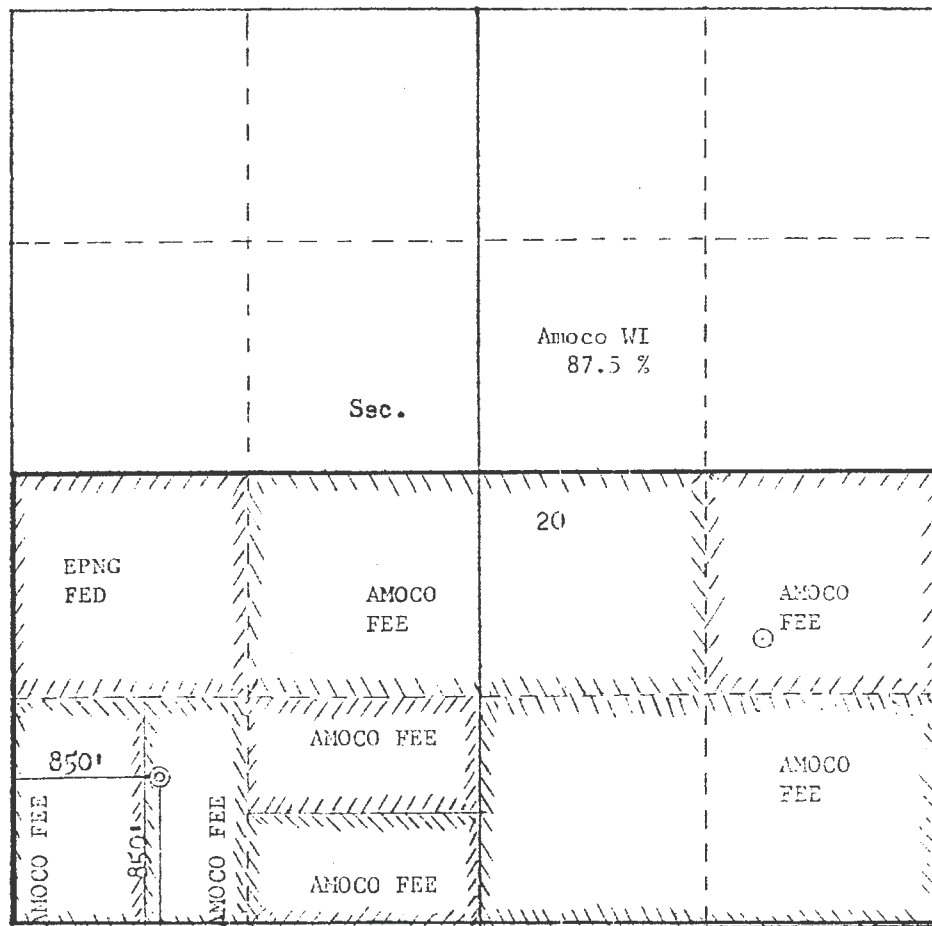 Amoco WI
87.5 %
Sec.
20
EPNG
FED
AMOCO
FEE
AMOCO
FEE
AMOCO FEE
850'
AMOCO
FEE
AMOCO FEE
850'
AMOCO FEE
AMOCO FEE